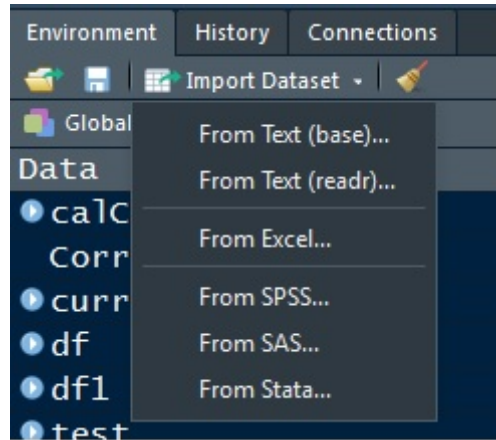 Environment History Connections
Import Dataset
Global
From Text (base)...
Data
From Text (readr)...
calC
From Excel...
Corr
curr
From SPSS...
df
From SAS...
df1
From Stata...
test